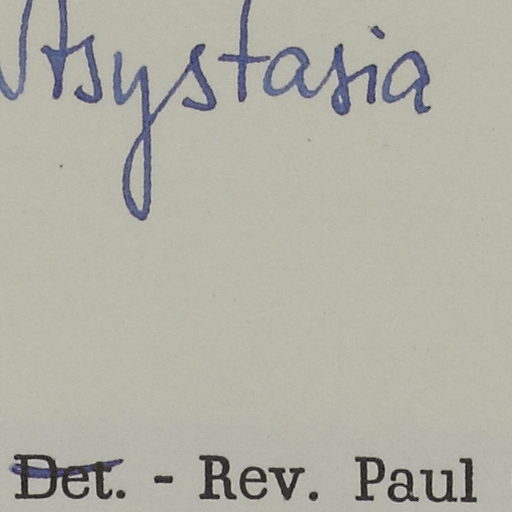 Asystasia
Det. - Rev. Paul